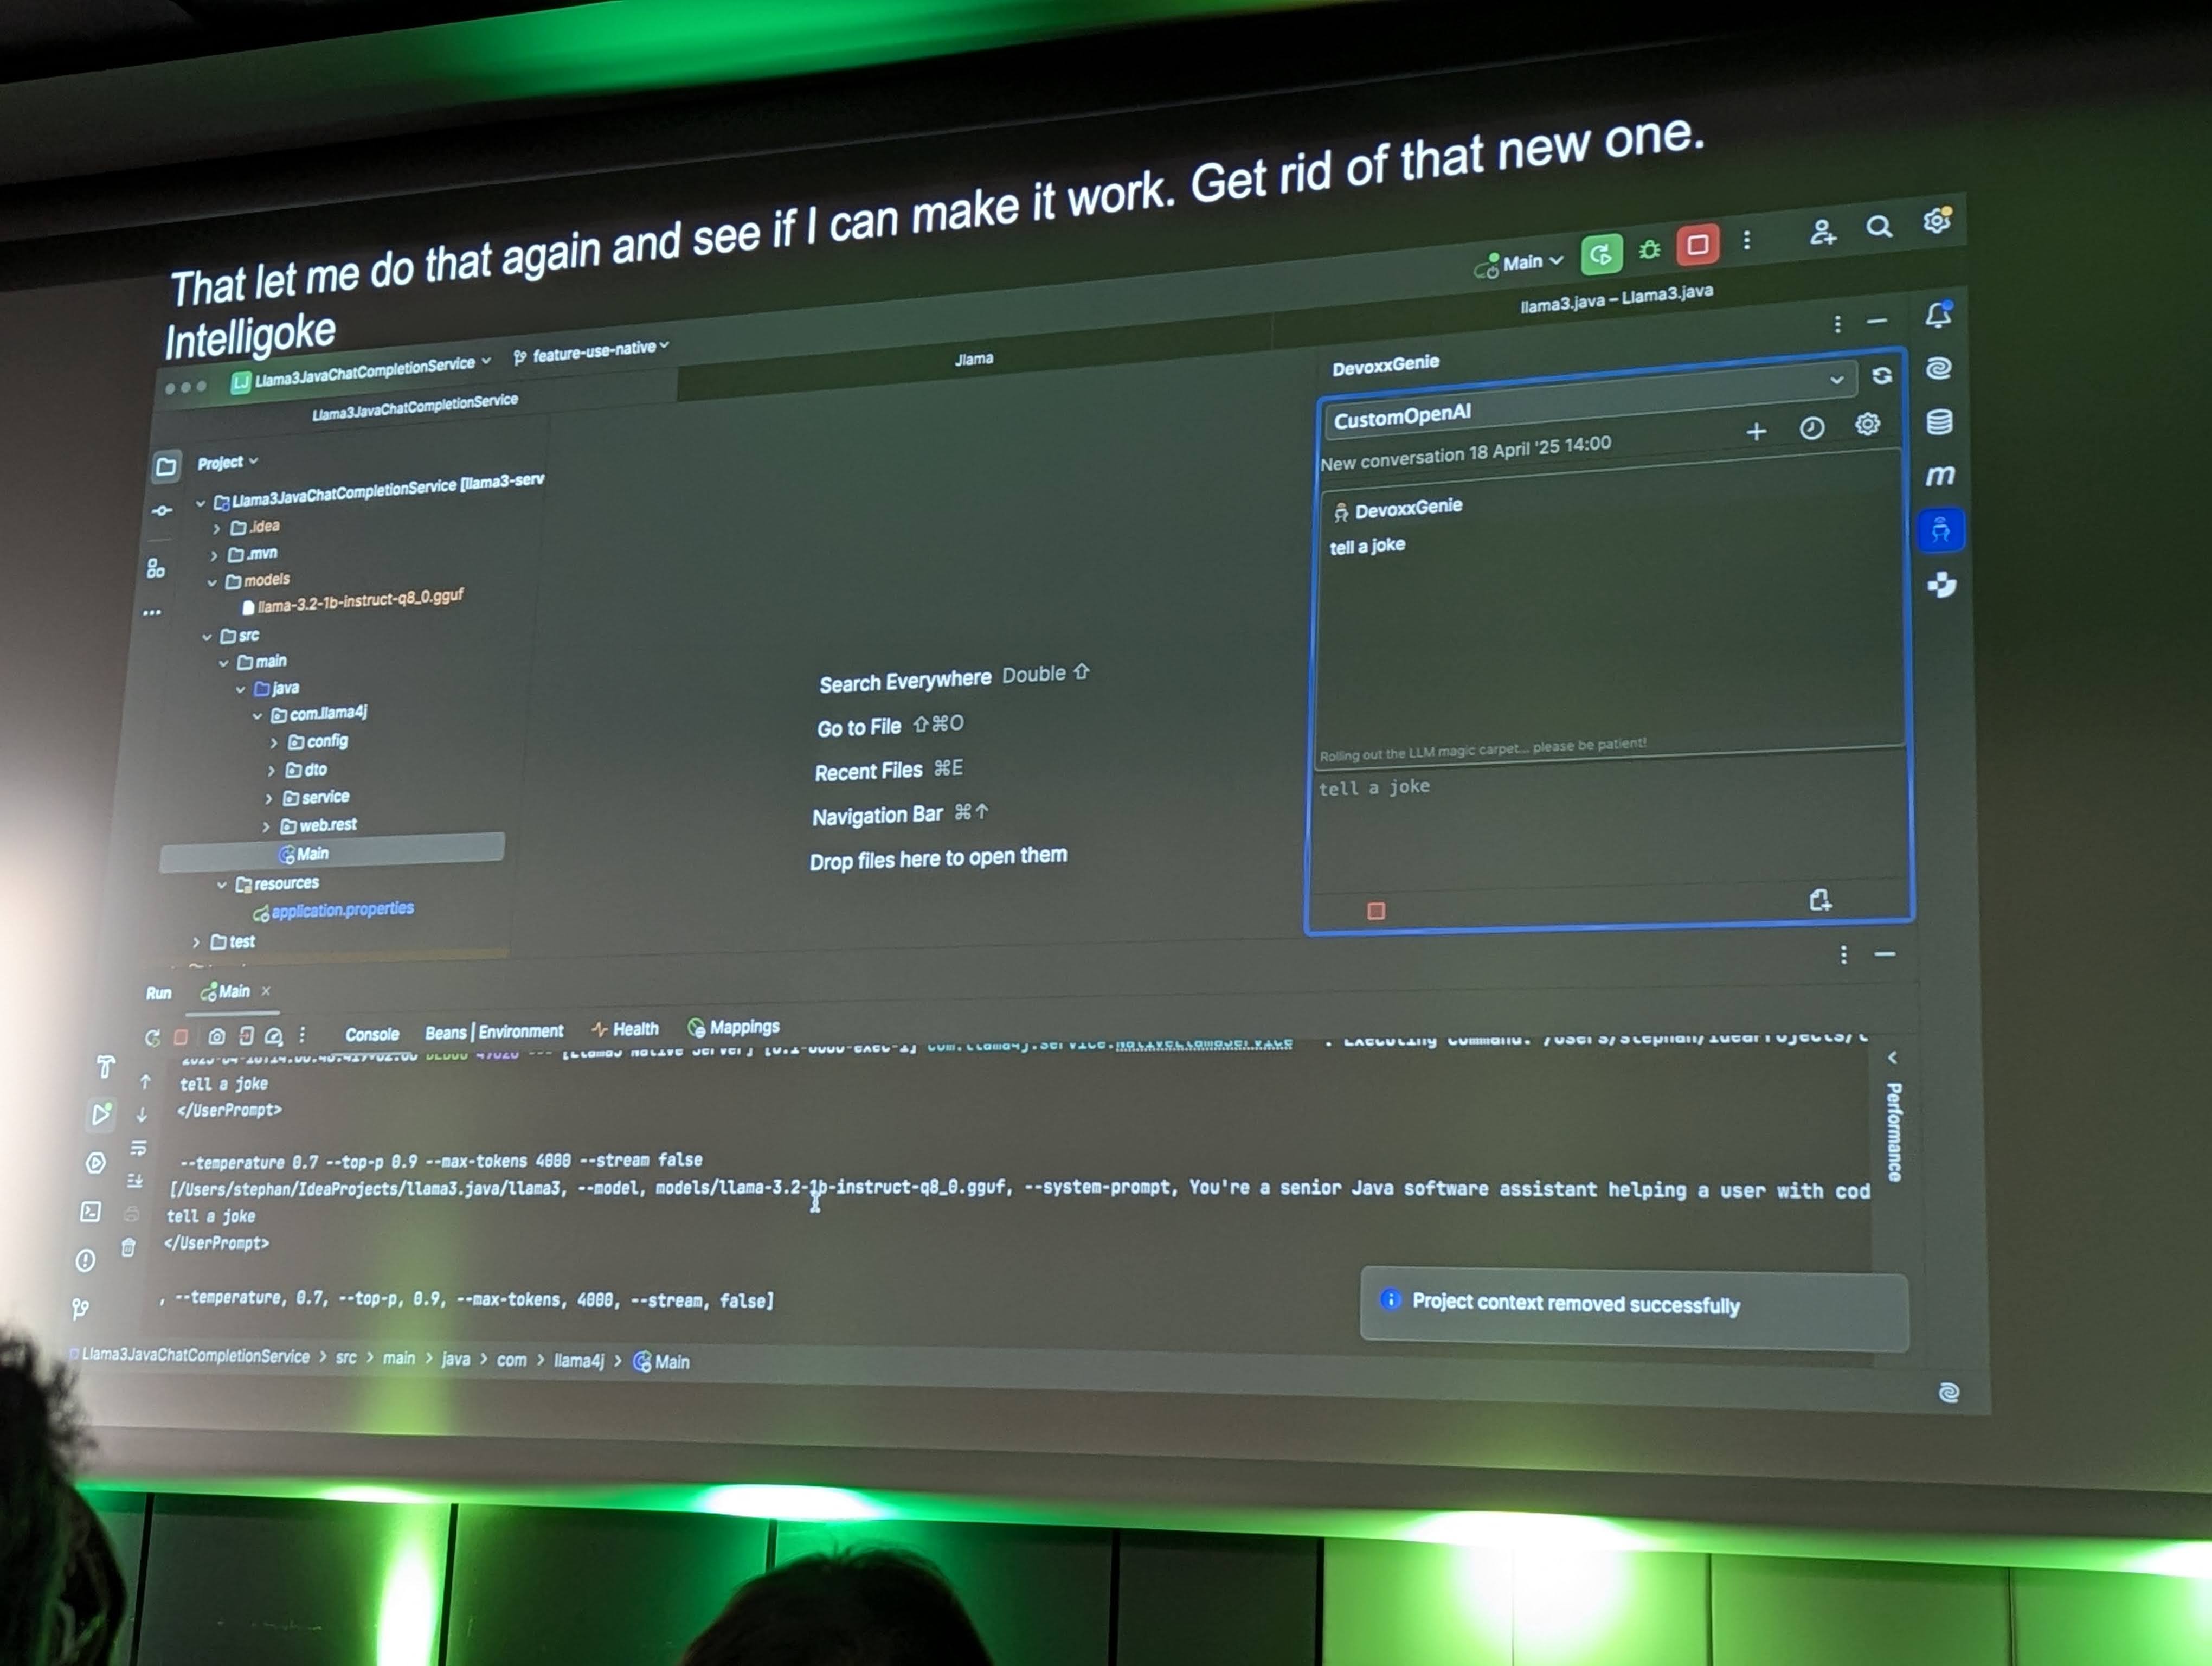 That let me do that again and see if I can make it work. Get rid of that new one.
Intelligoke
LJ Llama3JavaChatCompletionService feature-use-native
Main
Llama3JavaChatCompletionService
Jlama
llama3.java – Llama3.java
Project
Llama3JavaChatCompletionService [llama3-serv
.idea
.mvn
models
llama-3.2-1b-instruct-q8_0.gguf
src
main
java
com.llama4j
config
dto
service
web.rest
Main
resources
application.properties
test
Search Everywhere Double ⇧
Go to File ⇧⌘O
Recent Files ⌘E
Navigation Bar ⌘↑
Drop files here to open them
DevoxxGenie
CustomOpenAI
New conversation 18 April '25 14:00
DevoxxGenie
tell a joke
Rolling out the LLM magic carpet... please be patient!
tell a joke
m
Run Main ×
Console Beans | Environment Health Mappings
com.llama4j.service.NativeLlamaService : Executing command: /Users/stephan/IdeaProjects/
tell a joke
</UserPrompt>
--temperature 0.7 --top-p 0.9 --max-tokens 4000 --stream false
[/Users/stephan/IdeaProjects/llama3.java/llama3, --model, models/llama-3.2-1b-instruct-q8_0.gguf, --system-prompt, You're a senior Java software assistant helping a user with cod
tell a joke
</UserPrompt>
, --temperature, 0.7, --top-p, 0.9, --max-tokens, 4000, --stream, false]
Performance
Project context removed successfully
Llama3JavaChatCompletionService > src > main > java > com > llama4j > Main